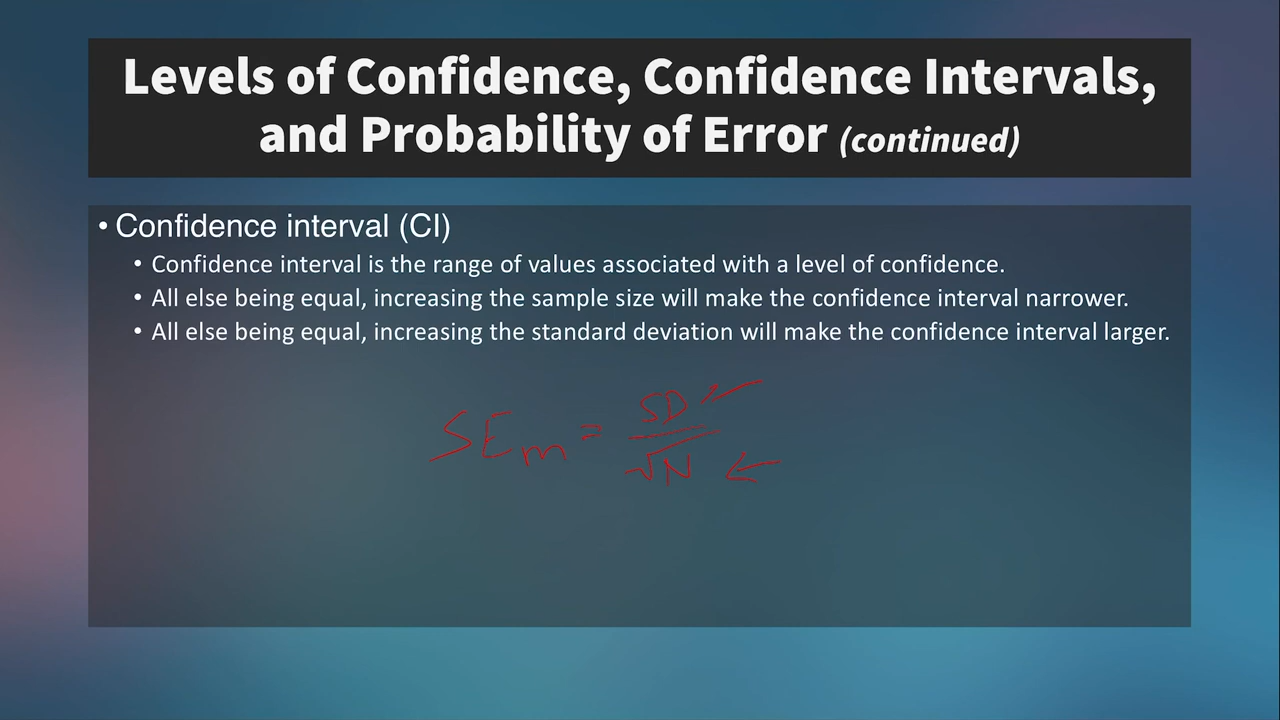 Levels of Confidence, Confidence Intervals,
and Probability of Error (continued)
• Confidence interval (CI)
• Confidence interval is the range of values associated with a level of confidence.
• All else being equal, increasing the sample size will make the confidence interval narrower.
• All else being equal, increasing the standard deviation will make the confidence interval larger.
SEm = SD/√N